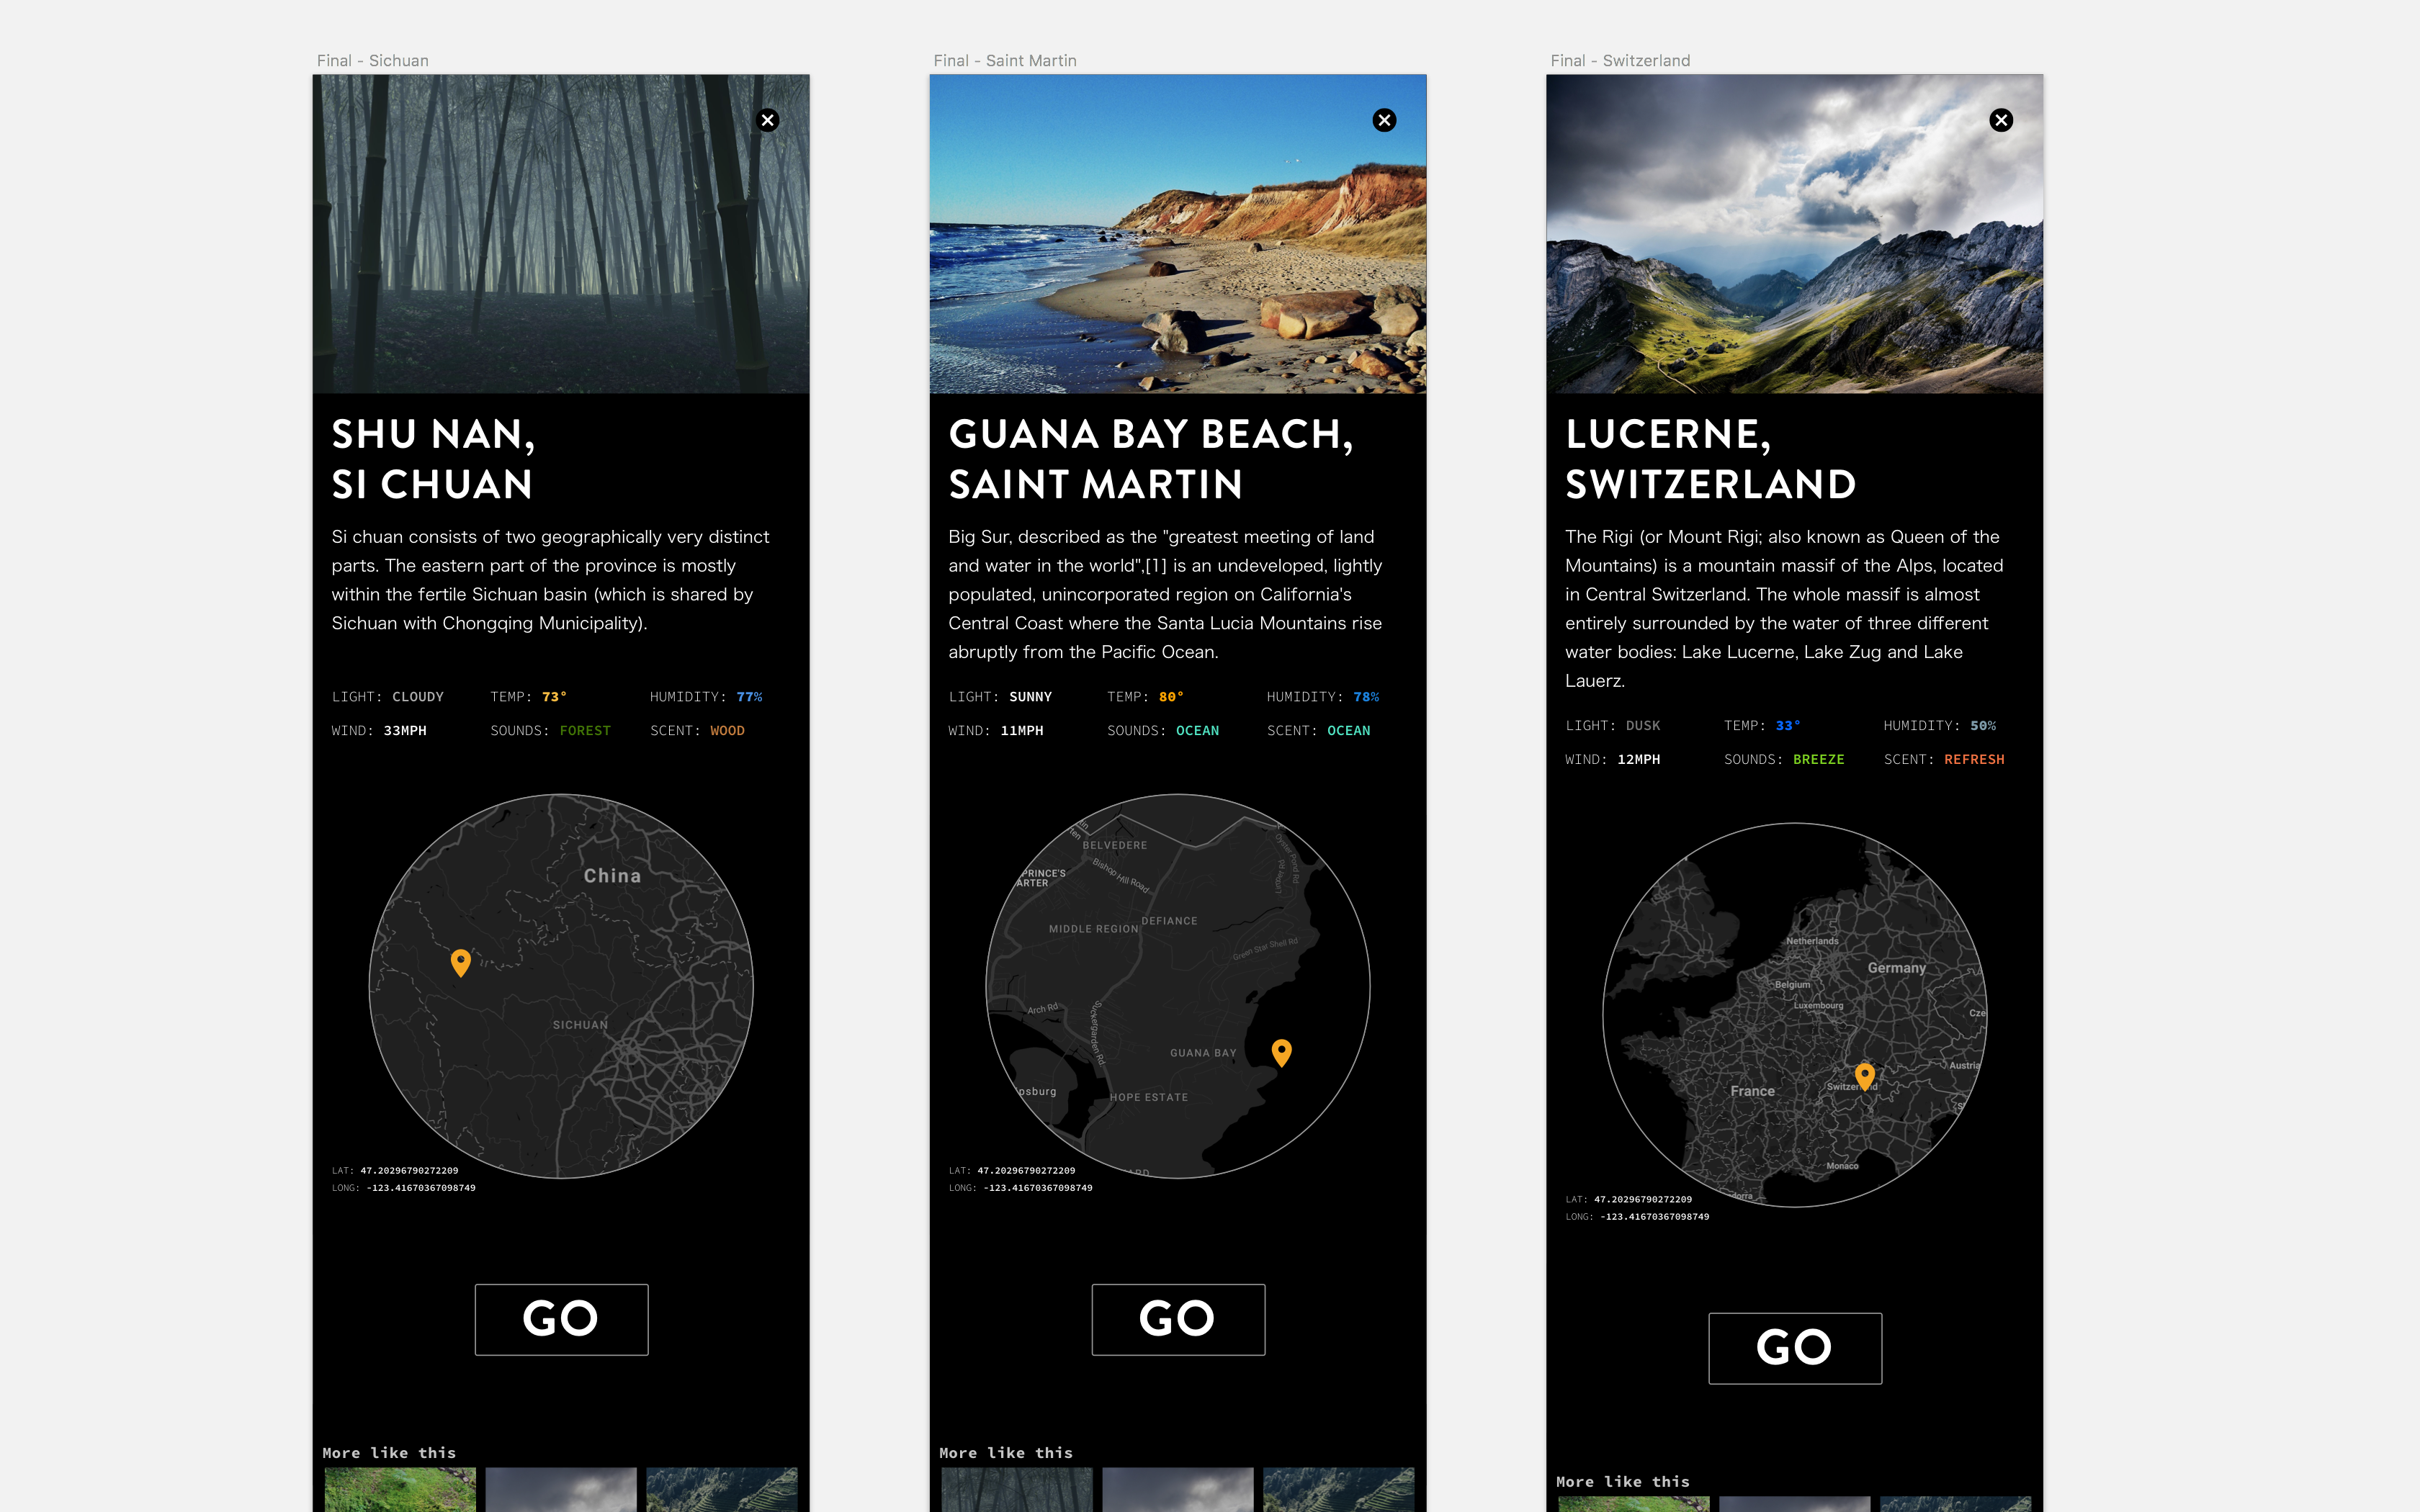 Final - Sichuan
SHU NAN,
SI CHUAN
Si chuan consists of two geographically very distinct
parts. The eastern part of the province is mostly
within the fertile Sichuan basin (which is shared by
Sichuan with Chongqing Municipality).
LIGHT: CLOUDY TEMP: 73° HUMIDITY: 77%
WIND: 33MPH SOUNDS: FOREST SCENT: WOOD
China
SICHUAN
LAT: 47.20296790272209
LONG: -123.41670367098749
GO
More like this
Final - Saint Martin
GUANA BAY BEACH,
SAINT MARTIN
Big Sur, described as the "greatest meeting of land
and water in the world",[1] is an undeveloped, lightly
populated, unincorporated region on California's
Central Coast where the Santa Lucia Mountains rise
abruptly from the Pacific Ocean.
LIGHT: SUNNY TEMP: 80° HUMIDITY: 78%
WIND: 11MPH SOUNDS: OCEAN SCENT: OCEAN
BELVEDERE
Bishop Hill Road
Oyster Pond Rd
PRINCE'S
ARTER
DEFIANCE
MIDDLE REGION
Green Star Shell Rd
Arch Rd
Suckergarden Rd
GUANA BAY
psburg
HOPE ESTATE
LAT: 47.20296790272209
LONG: -123.41670367098749
GO
More like this
Final - Switzerland
LUCERNE,
SWITZERLAND
The Rigi (or Mount Rigi; also known as Queen of the
Mountains) is a mountain massif of the Alps, located
in Central Switzerland. The whole massif is almost
entirely surrounded by the water of three different
water bodies: Lake Lucerne, Lake Zug and Lake
Lauerz.
LIGHT: DUSK TEMP: 33° HUMIDITY: 50%
WIND: 12MPH SOUNDS: BREEZE SCENT: REFRESH
Netherlands
Germany
Belgium
Luxembourg
Cze
Austria
Switzer nd
France
Monaco
dorra
LAT: 47.20296790272209
LONG: -123.41670367098749
GO
More like this